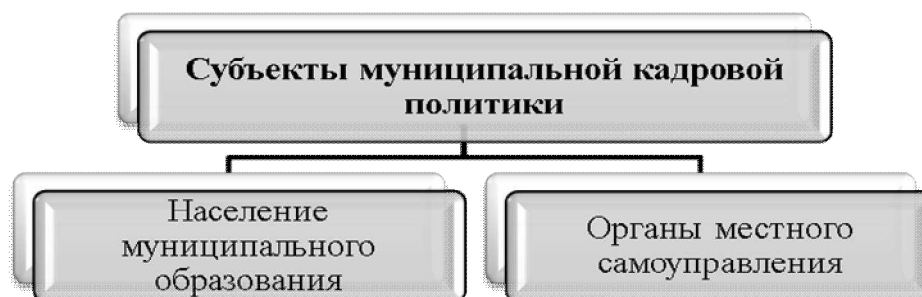 Субъекты муниципальной кадровой
политики
Население
муниципального
образования
Органы местного
самоуправления